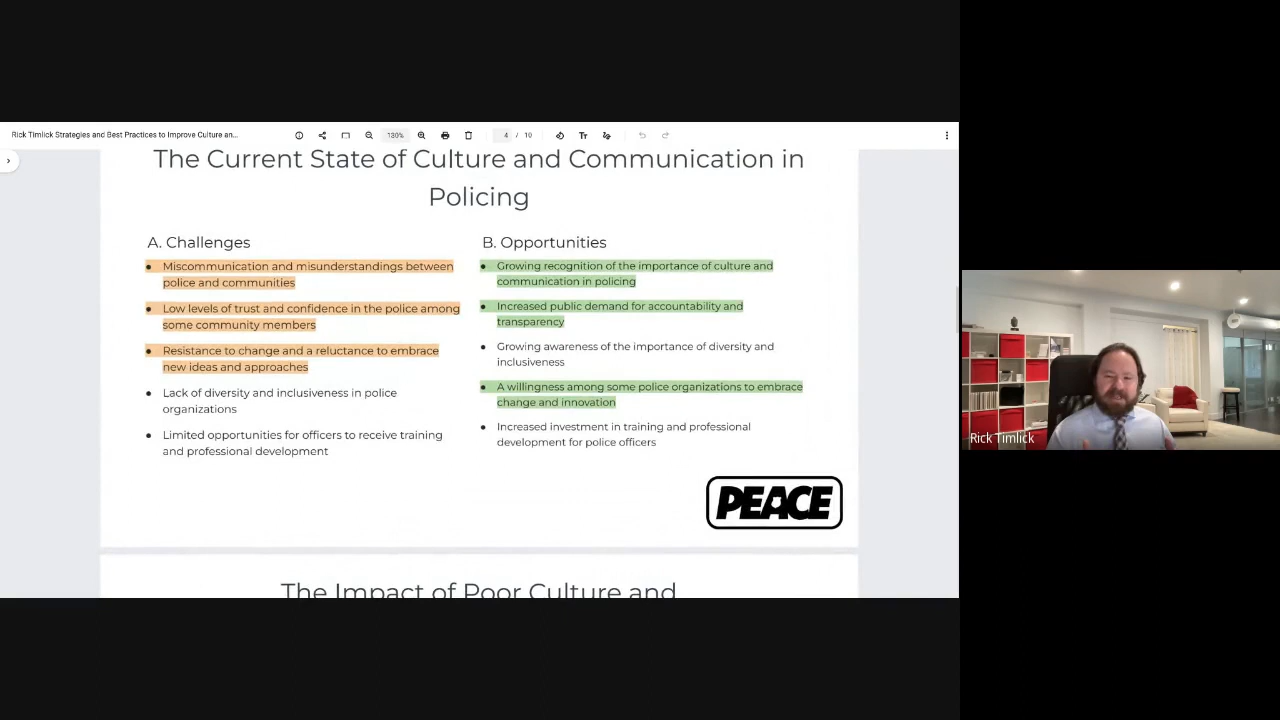 Rick Timlick Strategies and Best Practices to Improve Culture an...
130%
4 / 10
The Current State of Culture and Communication in
Policing
A. Challenges
● Miscommunication and misunderstandings between
police and communities
● Low levels of trust and confidence in the police among
some community members
● Resistance to change and a reluctance to embrace
new ideas and approaches
● Lack of diversity and inclusiveness in police
organizations
● Limited opportunities for officers to receive training
and professional development
B. Opportunities
● Growing recognition of the importance of culture and
communication in policing
● Increased public demand for accountability and
transparency
● Growing awareness of the importance of diversity and
inclusiveness
● A willingness among some police organizations to embrace
change and innovation
● Increased investment in training and professional
development for police officers
PEACE
The Impact of Poor Culture and
Rick Timlick